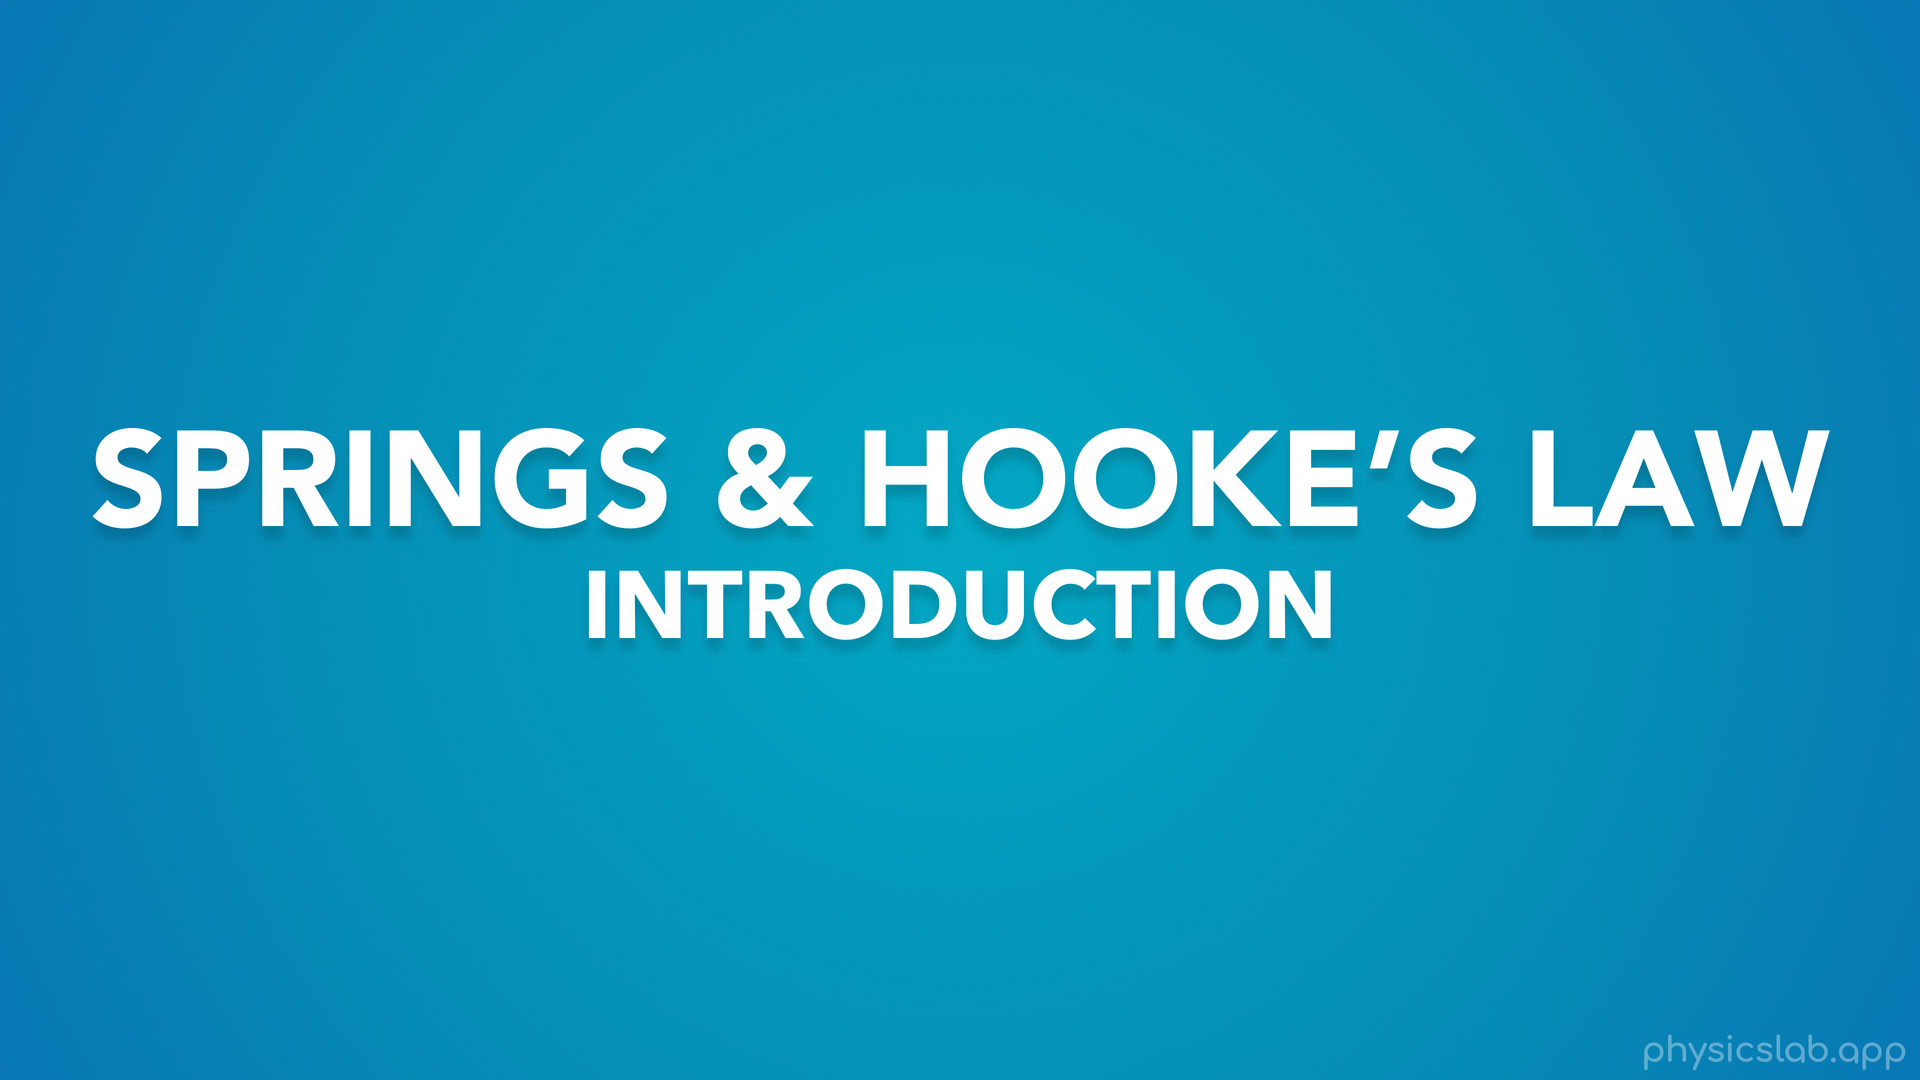 SPRINGS & HOOKE’S LAW
INTRODUCTION
physicslab.app